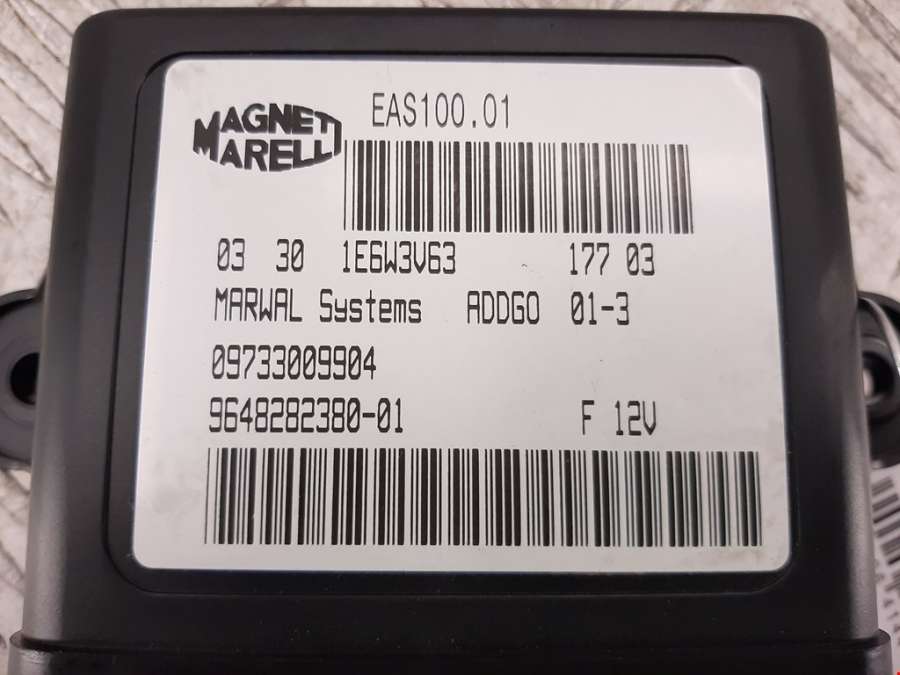 MAGNETI
MARELLI
EAS100.01
03 30 1E6W3V63 177 03
MARWAL Systems ADDGO 01-3
09733009904
9648282380-01 F 12V